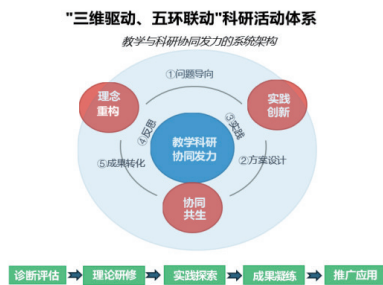 "三维驱动、五环联动"科研活动体系
教学与科研协同发力的系统架构
①问题导向
理念
重构
实践
创新
④反思
③实践
教学科研
协同发力
⑤成果转化
②方案设计
协同
共生
诊断评估
理论研修
实践探索
成果凝练
推广应用